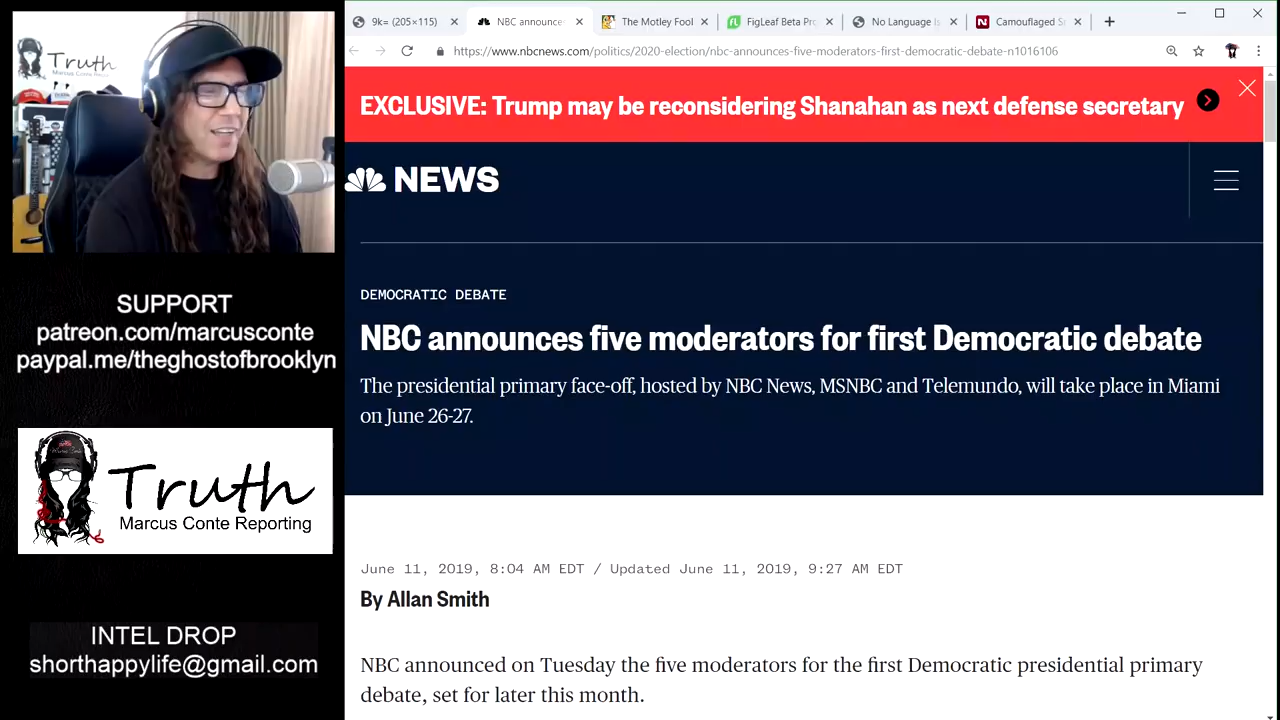 Truth
Marcus Conte Reporting
SUPPORT
patreon.com/marcusconte
paypal.me/theghostofbrooklyn
Truth
Marcus Conte Reporting
INTEL DROP
shorthappylife@gmail.com
9k= (205×115)
NBC announce
The Motley Fool
FigLeaf Beta Pro
No Language i
Camouflaged S
https://www.nbcnews.com/politics/2020-election/nbc-announces-five-moderators-first-democratic-debate-n1016106
EXCLUSIVE: Trump may be reconsidering Shanahan as next defense secretary
NEWS
DEMOCRATIC DEBATE
NBC announces five moderators for first Democratic debate
The presidential primary face-off, hosted by NBC News, MSNBC and Telemundo, will take place in Miami
on June 26-27.
June 11, 2019, 8:04 AM EDT / Updated June 11, 2019, 9:27 AM EDT
By Allan Smith
NBC announced on Tuesday the five moderators for the first Democratic presidential primary
debate, set for later this month.